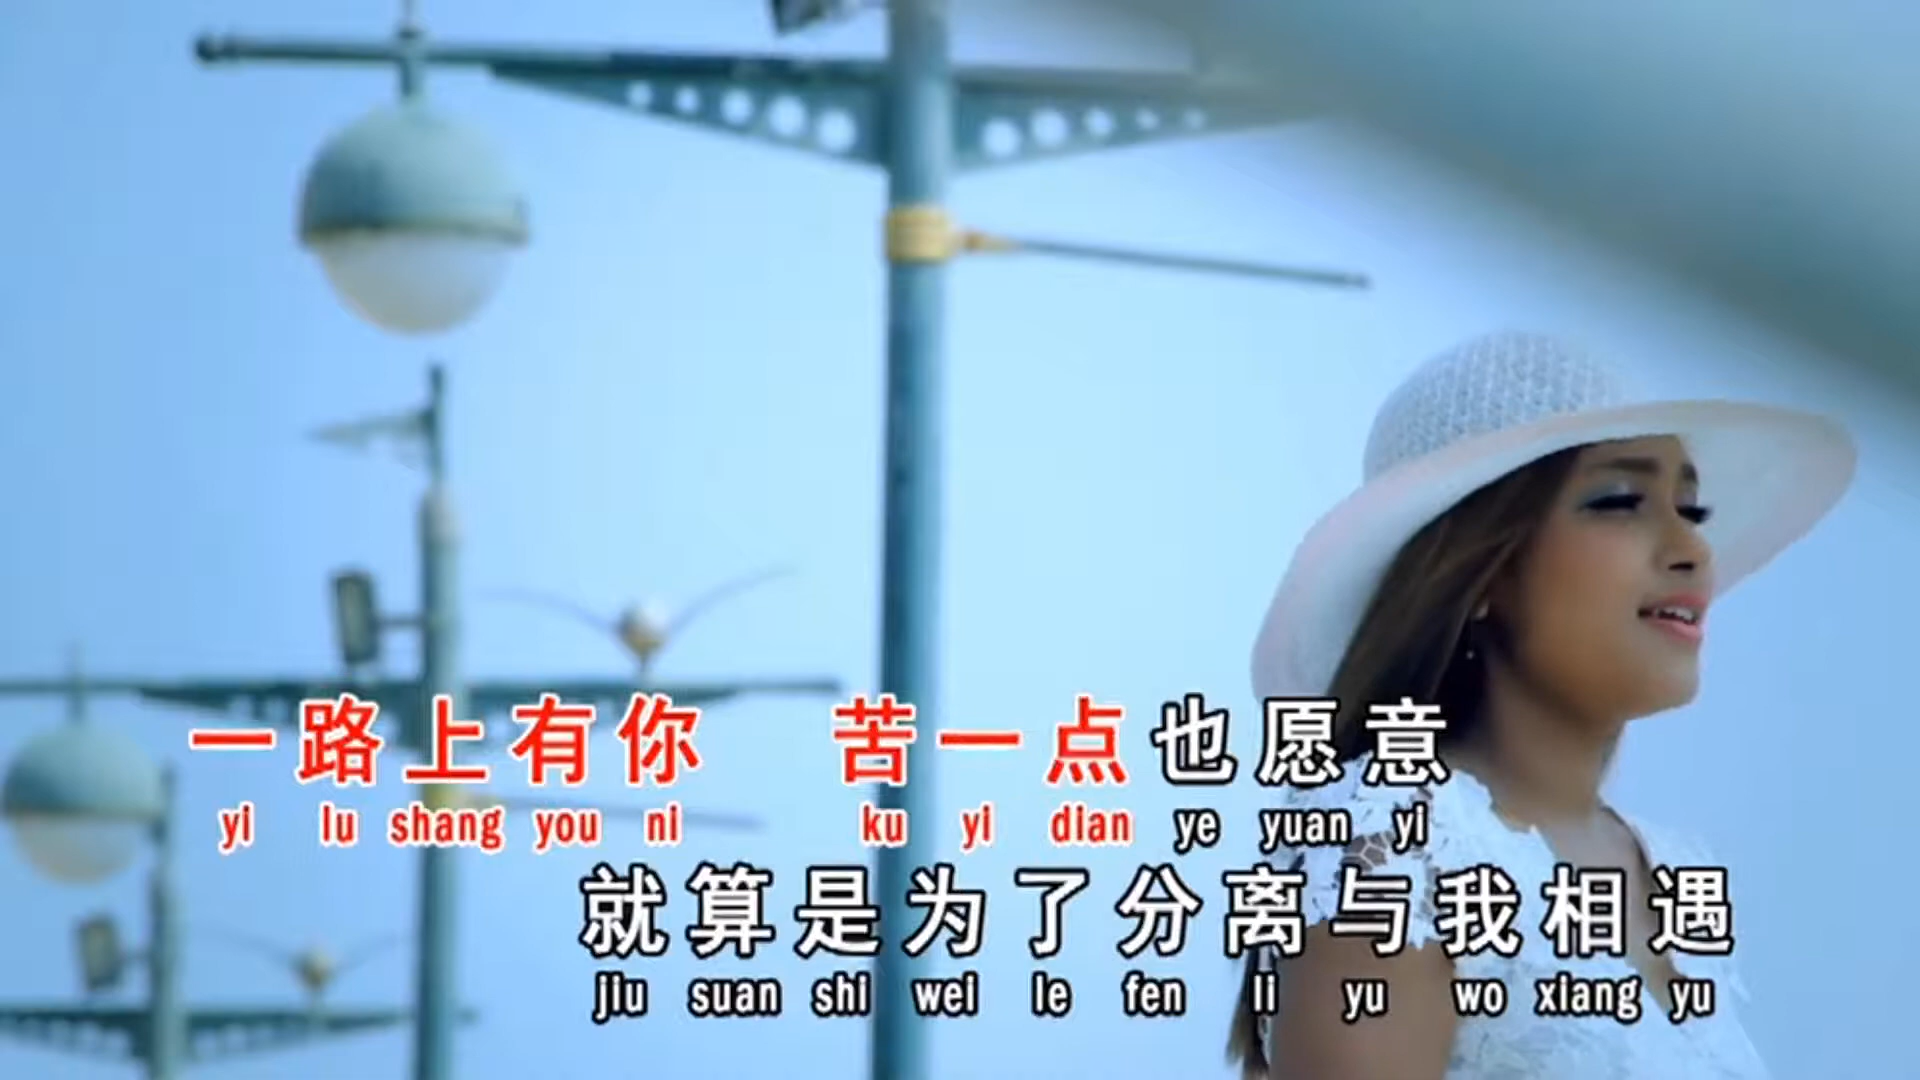 一路上有你 苦一点也愿意
yi lu shang you ni ku yi dian ye yuan yi
就算是为了分离与我相遇
jiu suan shi wei le fen li yu wo xiang yu